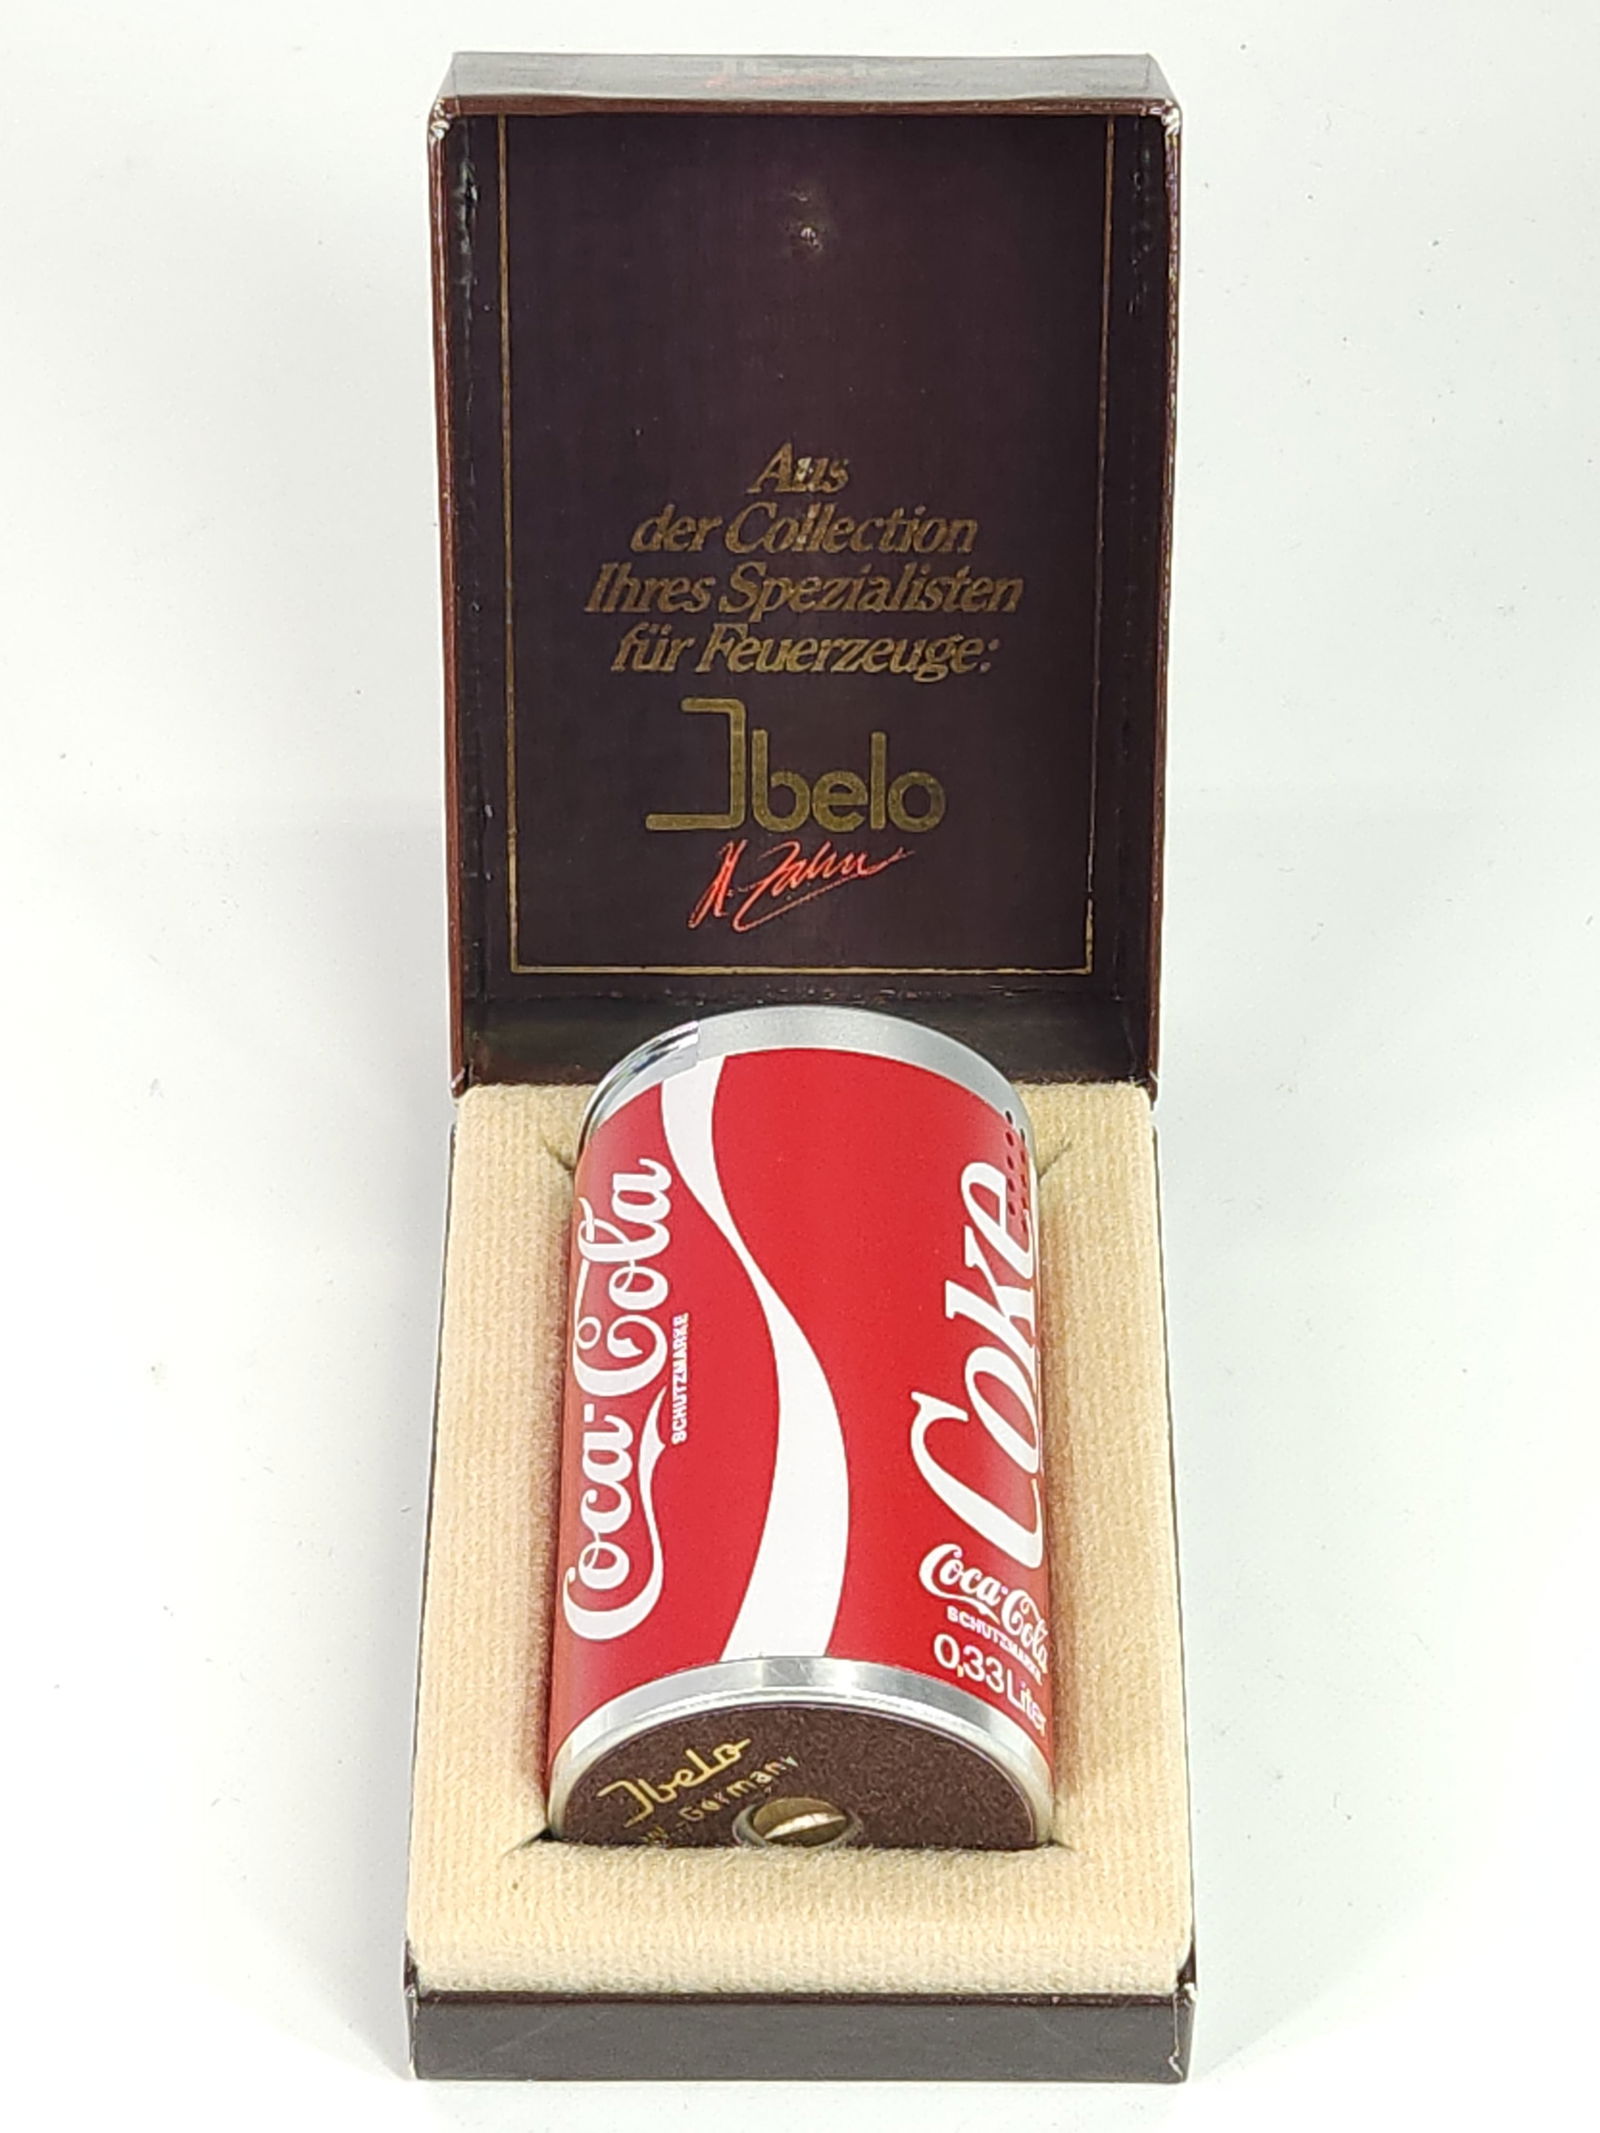 Aus
der Collection
Ihres Spezialisten
für Feuerzeuge:
Ibelo
H. Zahn
Coca-Cola
SCHUTZMARKE
Coke
Coca-Cola
SCHUTZMARKE
0,33 Liter
Ibelo
W.-Germany